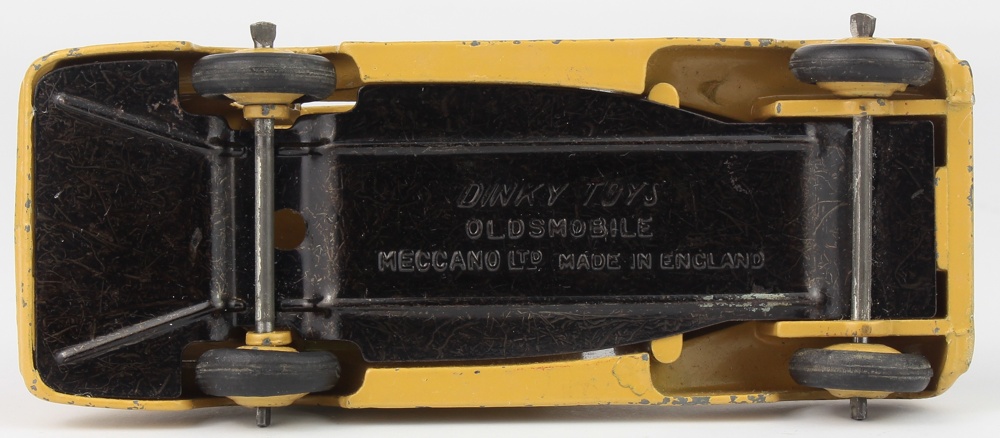 DINKY TOYS
OLDSMOBILE
MECCANO LTD MADE IN ENGLAND